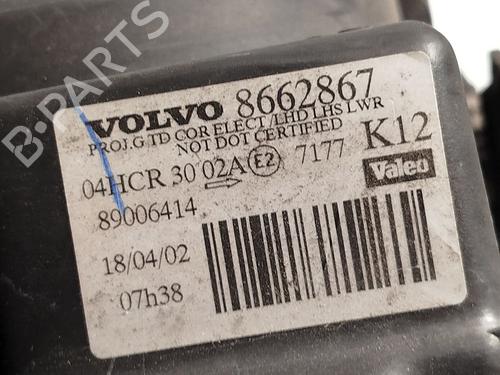 B-PARTS
VOLVO 8662867
PROJ.G TD COR ELECT /LHD LHS LWR
NOT DOT CERTIFIED
K12
04HCR 30 02A E2 7177
Valeo
89006414
18/04/02
07h38